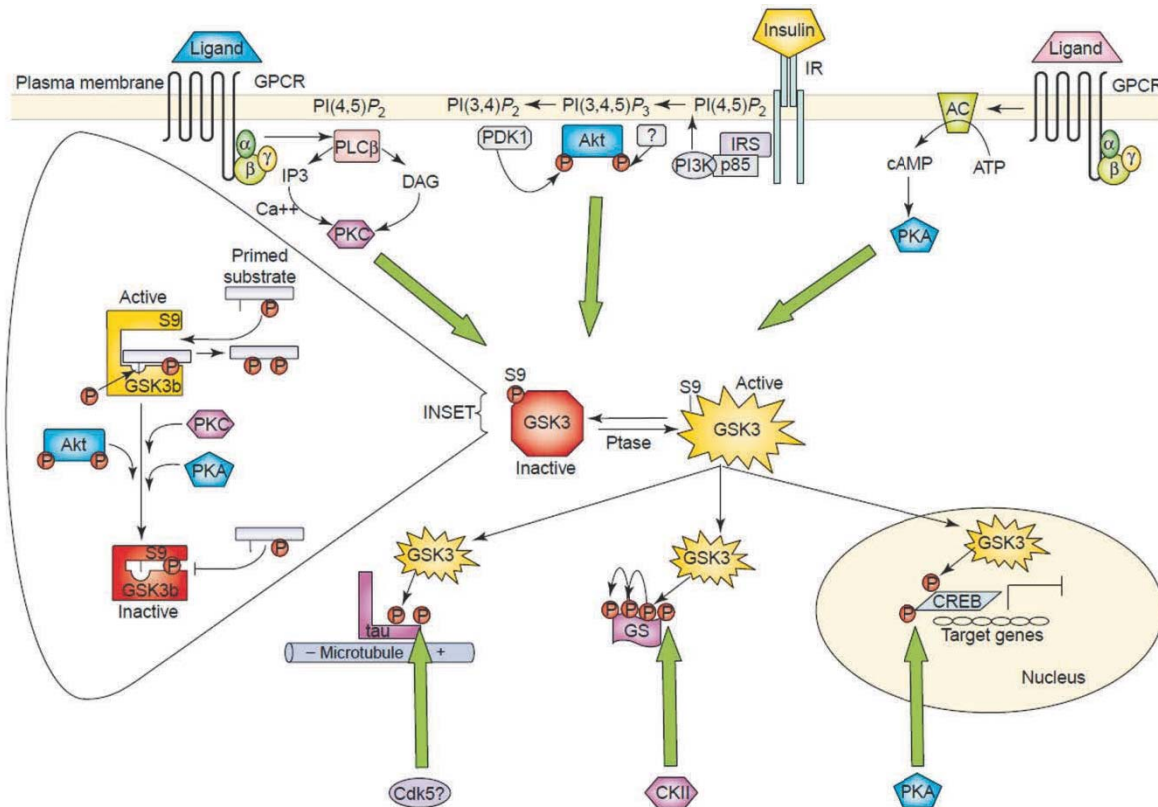 Ligand
Insulin
Ligand
Plasma membrane
GPCR
IR
GPCR
PI(4,5)P2
PI(3,4)P2
PI(3,4,5)P3
PI(4,5)P2
AC
α
β
γ
PLCβ
PDK1
Akt
?
P
P
IRS
PI3K
p85
cAMP
ATP
α
β
γ
IP3
DAG
Ca++
PKC
PKA
Primed
substrate
P
Active
S9
P
P
P
P
GSK3b
PKC
Akt
P
P
PKA
S9
P
P
GSK3b
Inactive
INSET
S9
P
GSK3
Inactive
Ptase
S9
Active
GSK3
GSK3
P
P
tau
– Microtubule +
Cdk5?
GSK3
P
P
P
P
GS
CKII
GSK3
P
P
CREB
Target genes
Nucleus
PKA